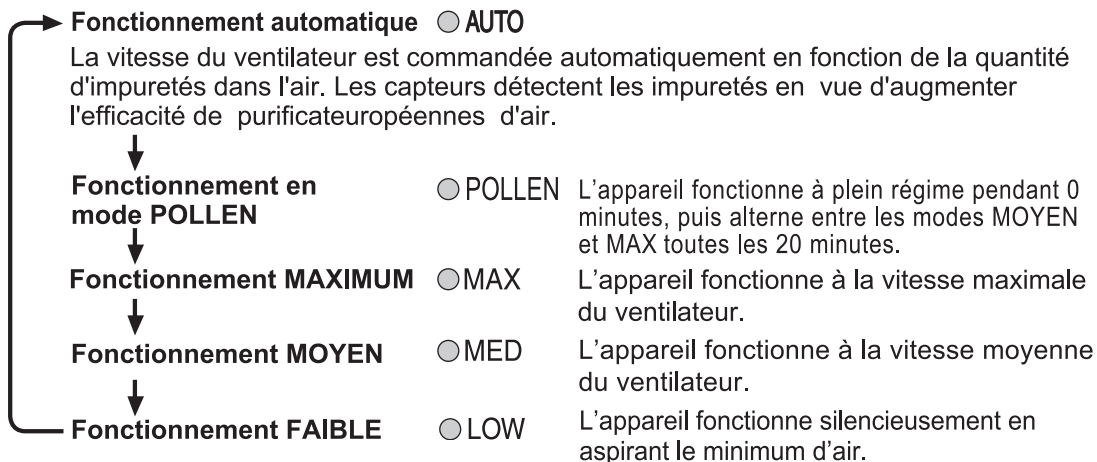 Fonctionnement automatique AUTO
La vitesse du ventilateur est commandée automatiquement en fonction de la quantité
d'impuretés dans l'air. Les capteurs détectent les impuretés en vue d'augmenter
l'efficacité de purificateuropéennes d'air.
Fonctionnement en
mode POLLEN
POLLEN
L'appareil fonctionne à plein régime pendant 0
minutes, puis alterne entre les modes MOYEN
et MAX toutes les 20 minutes.
Fonctionnement MAXIMUM MAX
L'appareil fonctionne à la vitesse maximale
du ventilateur.
Fonctionnement MOYEN MED
L'appareil fonctionne à la vitesse moyenne
du ventilateur.
Fonctionnement FAIBLE LOW
L'appareil fonctionne silencieusement en
aspirant le minimum d'air.